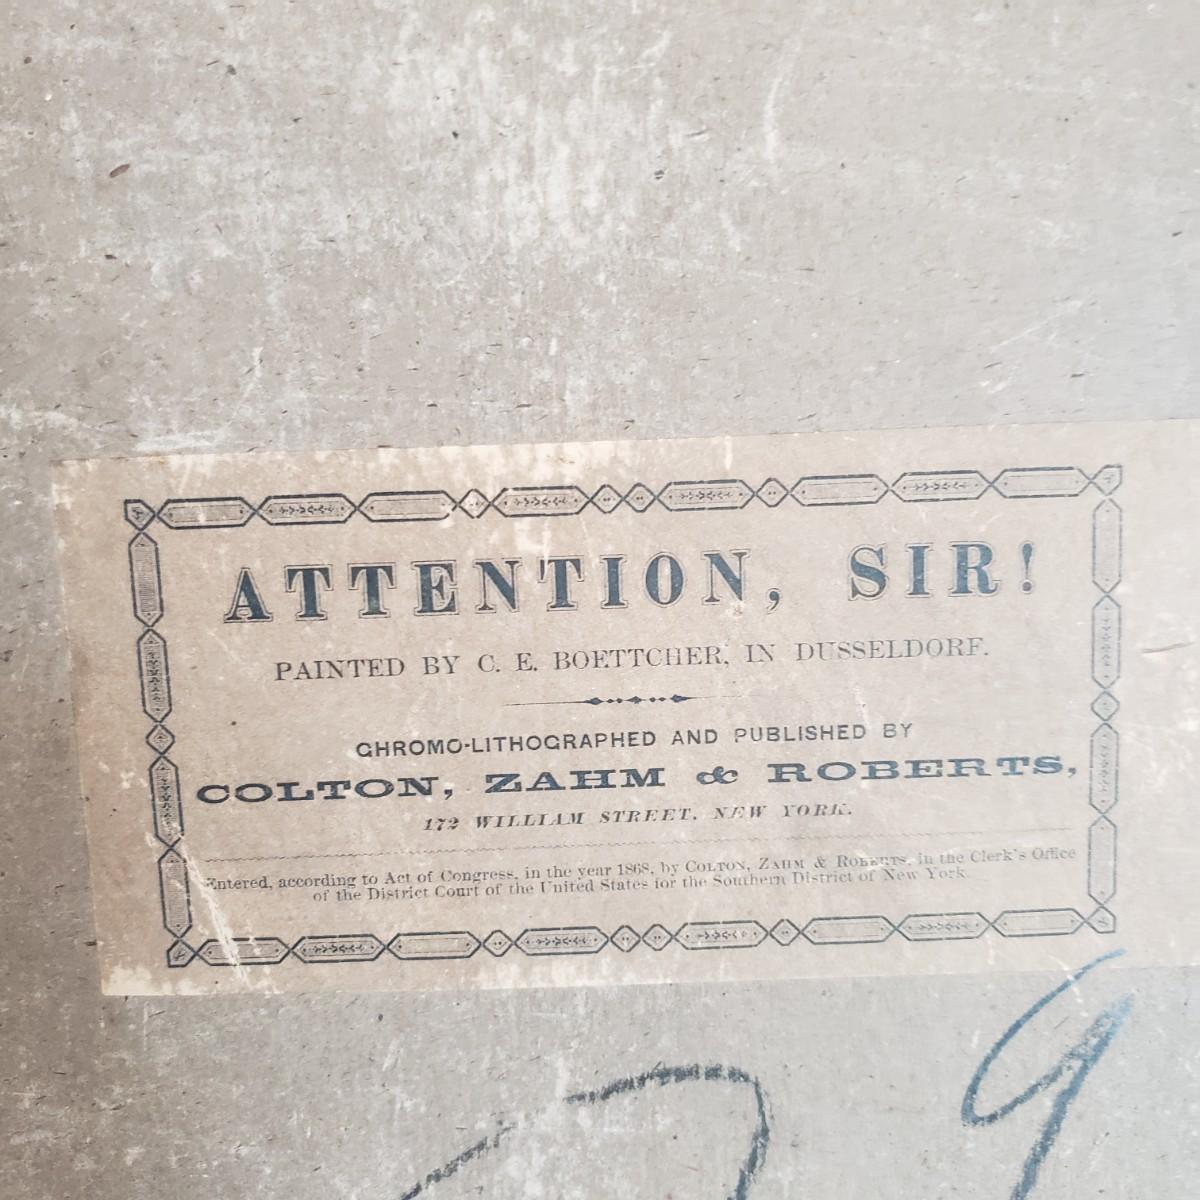 ATTENTION, SIR!
PAINTED BY C. E. BOETTCHER, IN DUSSELDORF.
CHROMO-LITHOGRAPHED AND PUBLISHED BY
COLTON, ZAHM & ROBERTS,
172 WILLIAM STREET, NEW YORK.
Entered, according to Act of Congress, in the year 1868, by COLTON, ZAHM & ROBERTS, in the Clerk's Office
of the District Court of the United States for the Southern District of New York.